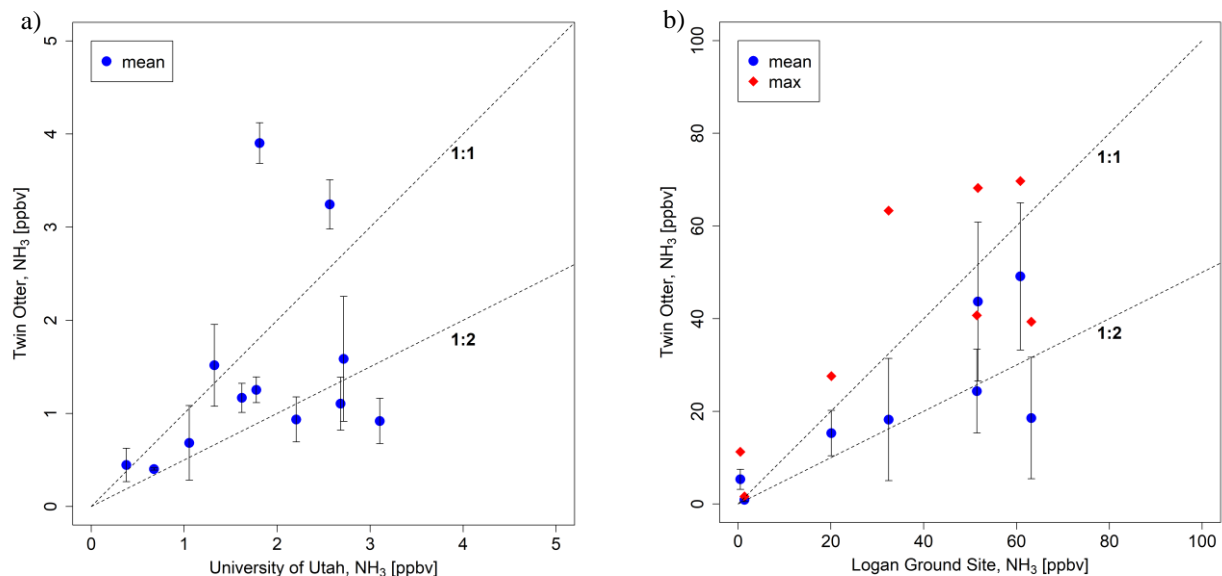 a)
mean
1:1
1:2
0 1 2 3 4 5
Twin Otter, NH₃ [ppbv]
0 1 2 3 4 5
University of Utah, NH₃ [ppbv]
b)
mean
max
1:1
1:2
0 20 40 60 80 100
Twin Otter, NH₃ [ppbv]
0 20 40 60 80 100
Logan Ground Site, NH₃ [ppbv]